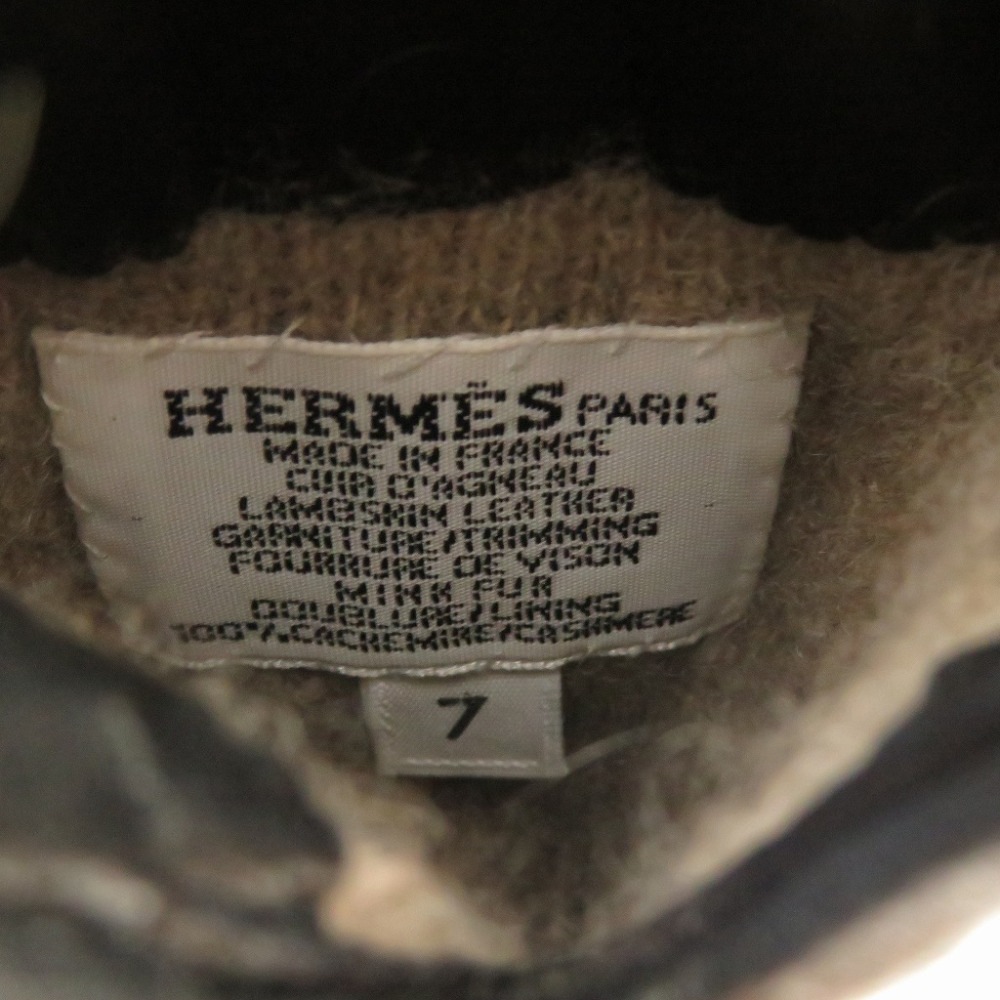 HERMËS PARIS
MADE IN FRANCE
CUIR D'AGNEAU
LAMBSKIN LEATHER
GARNITURE/TRIMMING
FOURRURE DE VISON
MINK FUR
DOUBLURE/LINING
100%CACHEMIRE/CASHMERE
7